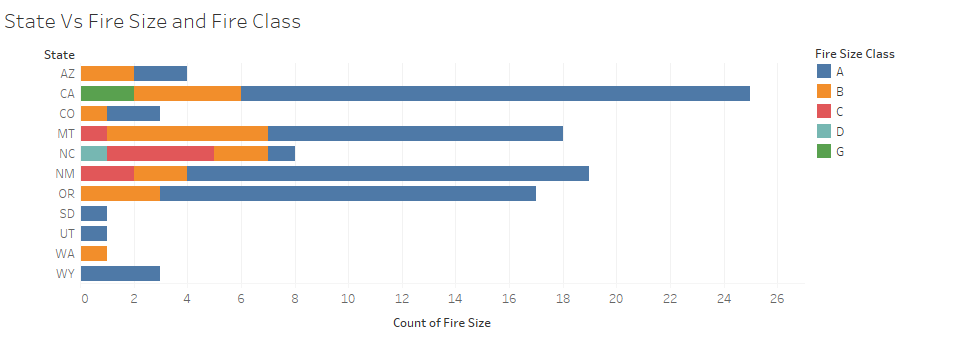 State Vs Fire Size and Fire Class
State
Fire Size Class
AZ
A
CA
B
CO
C
MT
D
NC
G
NM
OR
SD
UT
WA
WY
0 2 4 6 8 10 12 14 16 18 20 22 24 26
Count of Fire Size